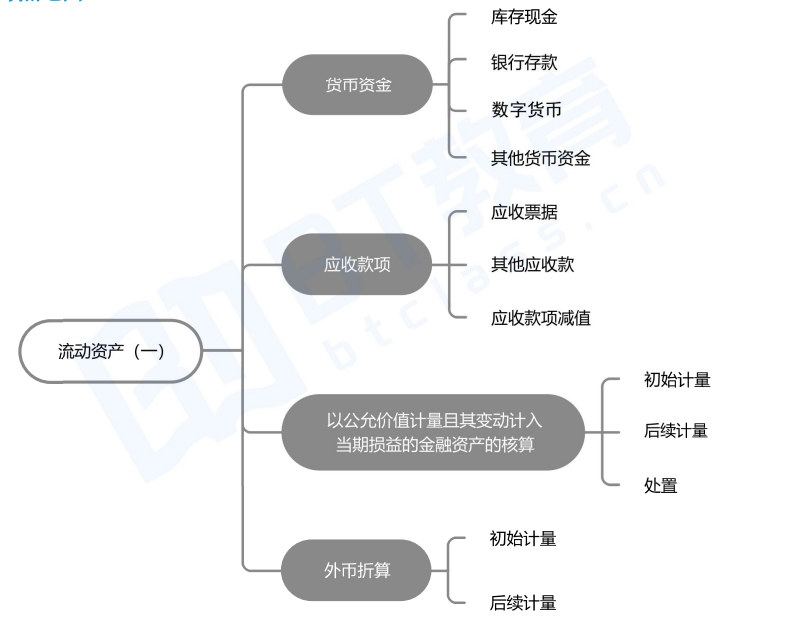 库存现金
银行存款
货币资金
数字货币
其他货币资金
应收票据
应收款项
其他应收款
应收款项减值
流动资产（一）
初始计量
以公允价值计量且其变动计入
当期损益的金融资产的核算
后续计量
处置
初始计量
外币折算
后续计量
BT教育
btclass.cn